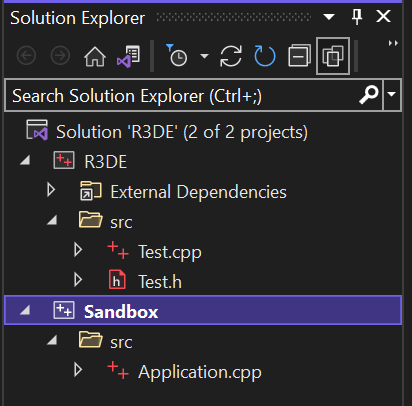 Solution Explorer
Search Solution Explorer (Ctrl+;)
Solution 'R3DE' (2 of 2 projects)
R3DE
External Dependencies
src
Test.cpp
Test.h
Sandbox
src
Application.cpp